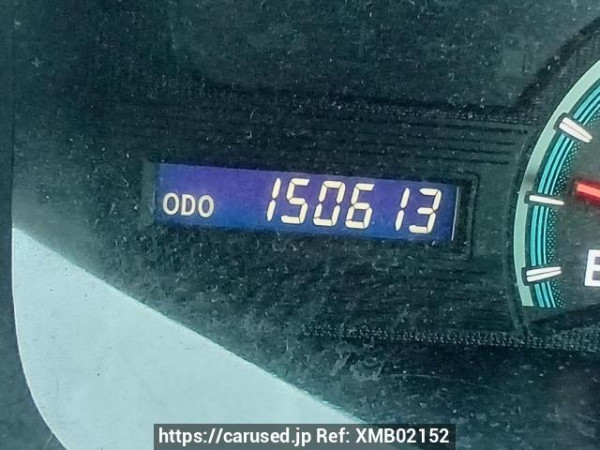 ODO 150613
E
https://carused.jp Ref: XMB02152